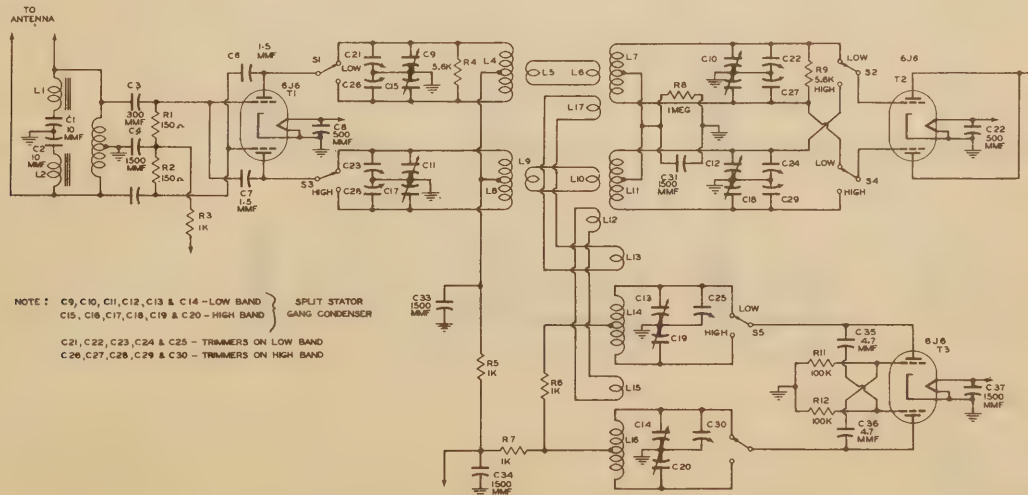 TO
ANTENNA
L1
C1
10
MMF
C2
10
MMF
L2
C3
300
MMF
C4
1500
MMF
R1
150Ω
R2
150Ω
R3
1K
C6
1·5
MMF
C7
1·5
MMF
6J6
T1
C8
500
MMF
S1
LOW
S3
HIGH
C21
C26
C9
C15
R4
5.6K
L4
C23
C28
C11
C17
L8
L5
L6
L17
L9
L10
L12
L13
L15
L7
R8
1MEG
C31
1500
MMF
L11
C10
C16
C22
C27
R9
5.6K
HIGH
LOW
S2
C12
C18
C24
C29
LOW
S4
HIGH
6J6
T2
C22
500
MMF
NOTE : C9, C10, C11, C12, C13 & C14 – LOW BAND
C15, C16, C17, C18, C19 & C20 – HIGH BAND
SPLIT STATOR
GANG CONDENSER
C21, C22, C23, C24 & C25 – TRIMMERS ON LOW BAND
C26, C27, C28, C29 & C30 – TRIMMERS ON HIGH BAND
C33
1500
MMF
R5
1K
R6
1K
R7
1K
C34
1500
MMF
L14
C13
C19
C25
LOW
HIGH
S5
L16
C14
C20
C30
C35
4.7
MMF
R11
100K
R12
100K
C36
4.7
MMF
6J6
T3
C37
1500
MMF